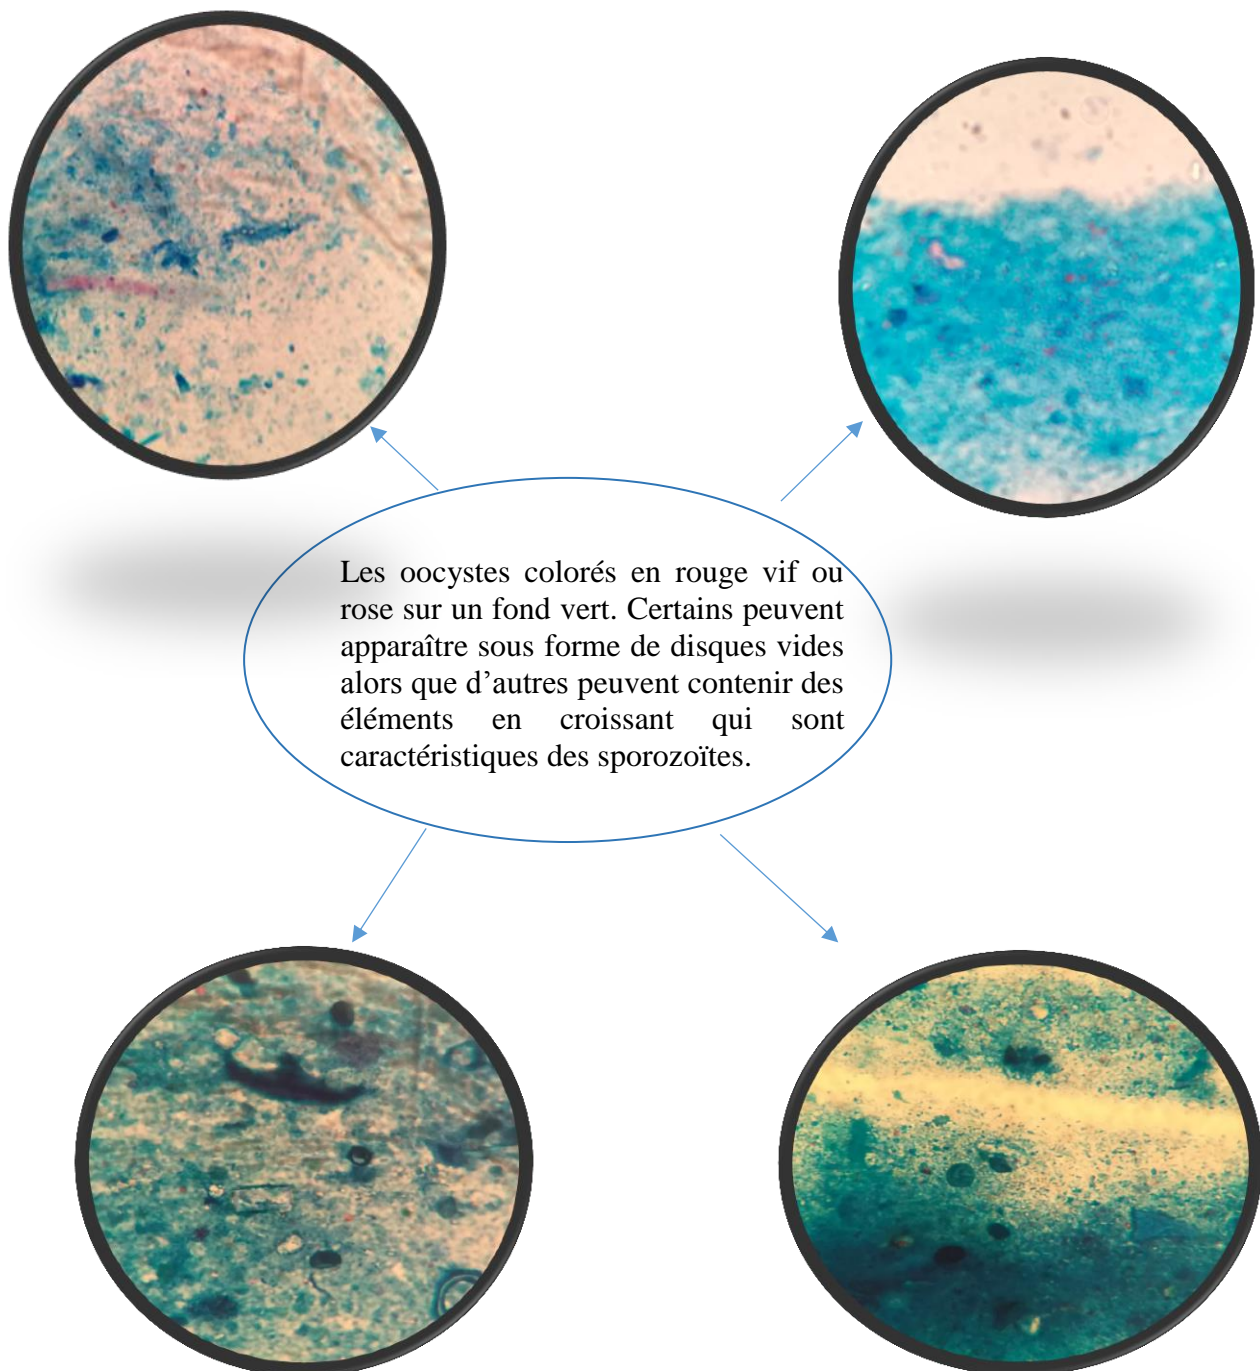 Les oocystes colorés en rouge vif ou
rose sur un fond vert. Certains peuvent
apparaître sous forme de disques vides
alors que d’autres peuvent contenir des
éléments en croissant qui sont
caractéristiques des sporozoïtes.